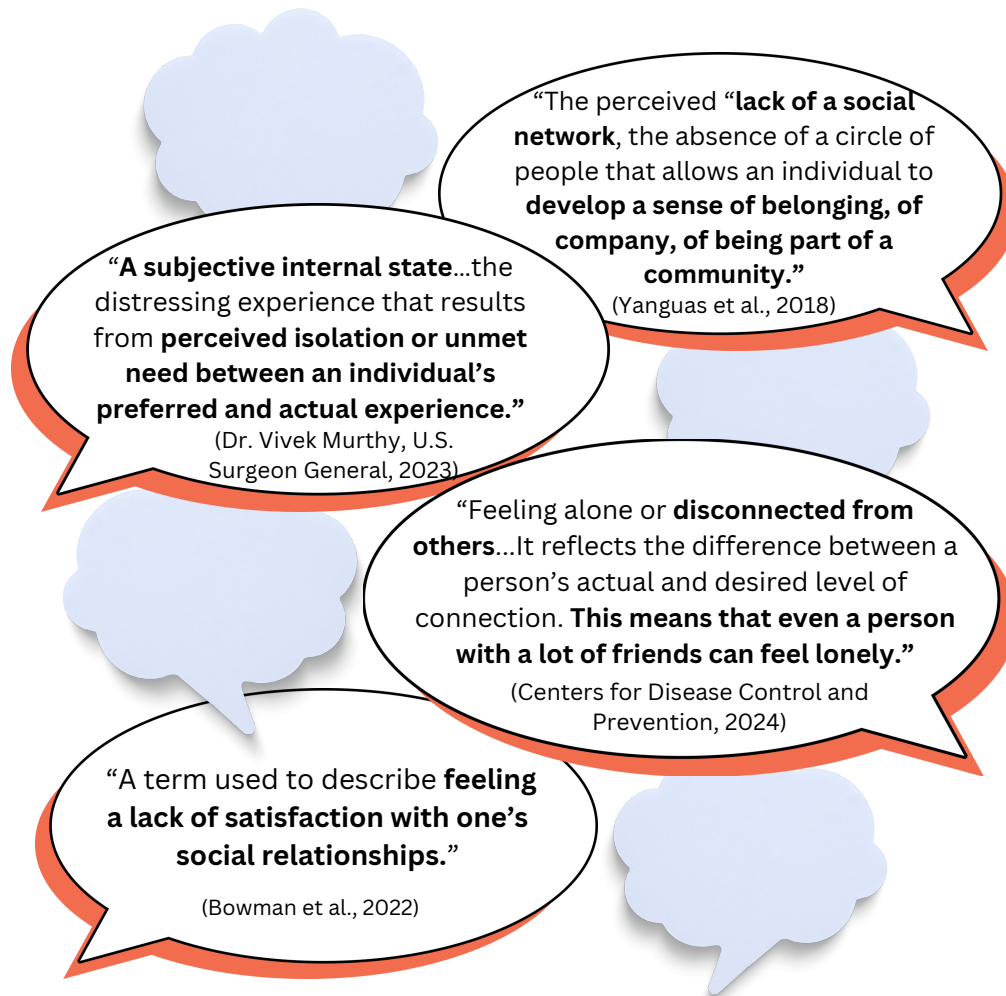 “The perceived “lack of a social
network, the absence of a circle of
people that allows an individual to
develop a sense of belonging, of
company, of being part of a
community.”
(Yanguas et al., 2018)
“A subjective internal state...the
distressing experience that results
from perceived isolation or unmet
need between an individual’s
preferred and actual experience.”
(Dr. Vivek Murthy, U.S.
Surgeon General, 2023)
“Feeling alone or disconnected from
others...It reflects the difference between a
person’s actual and desired level of
connection. This means that even a person
with a lot of friends can feel lonely.”
(Centers for Disease Control and
Prevention, 2024)
“A term used to describe feeling
a lack of satisfaction with one’s
social relationships.”
(Bowman et al., 2022)